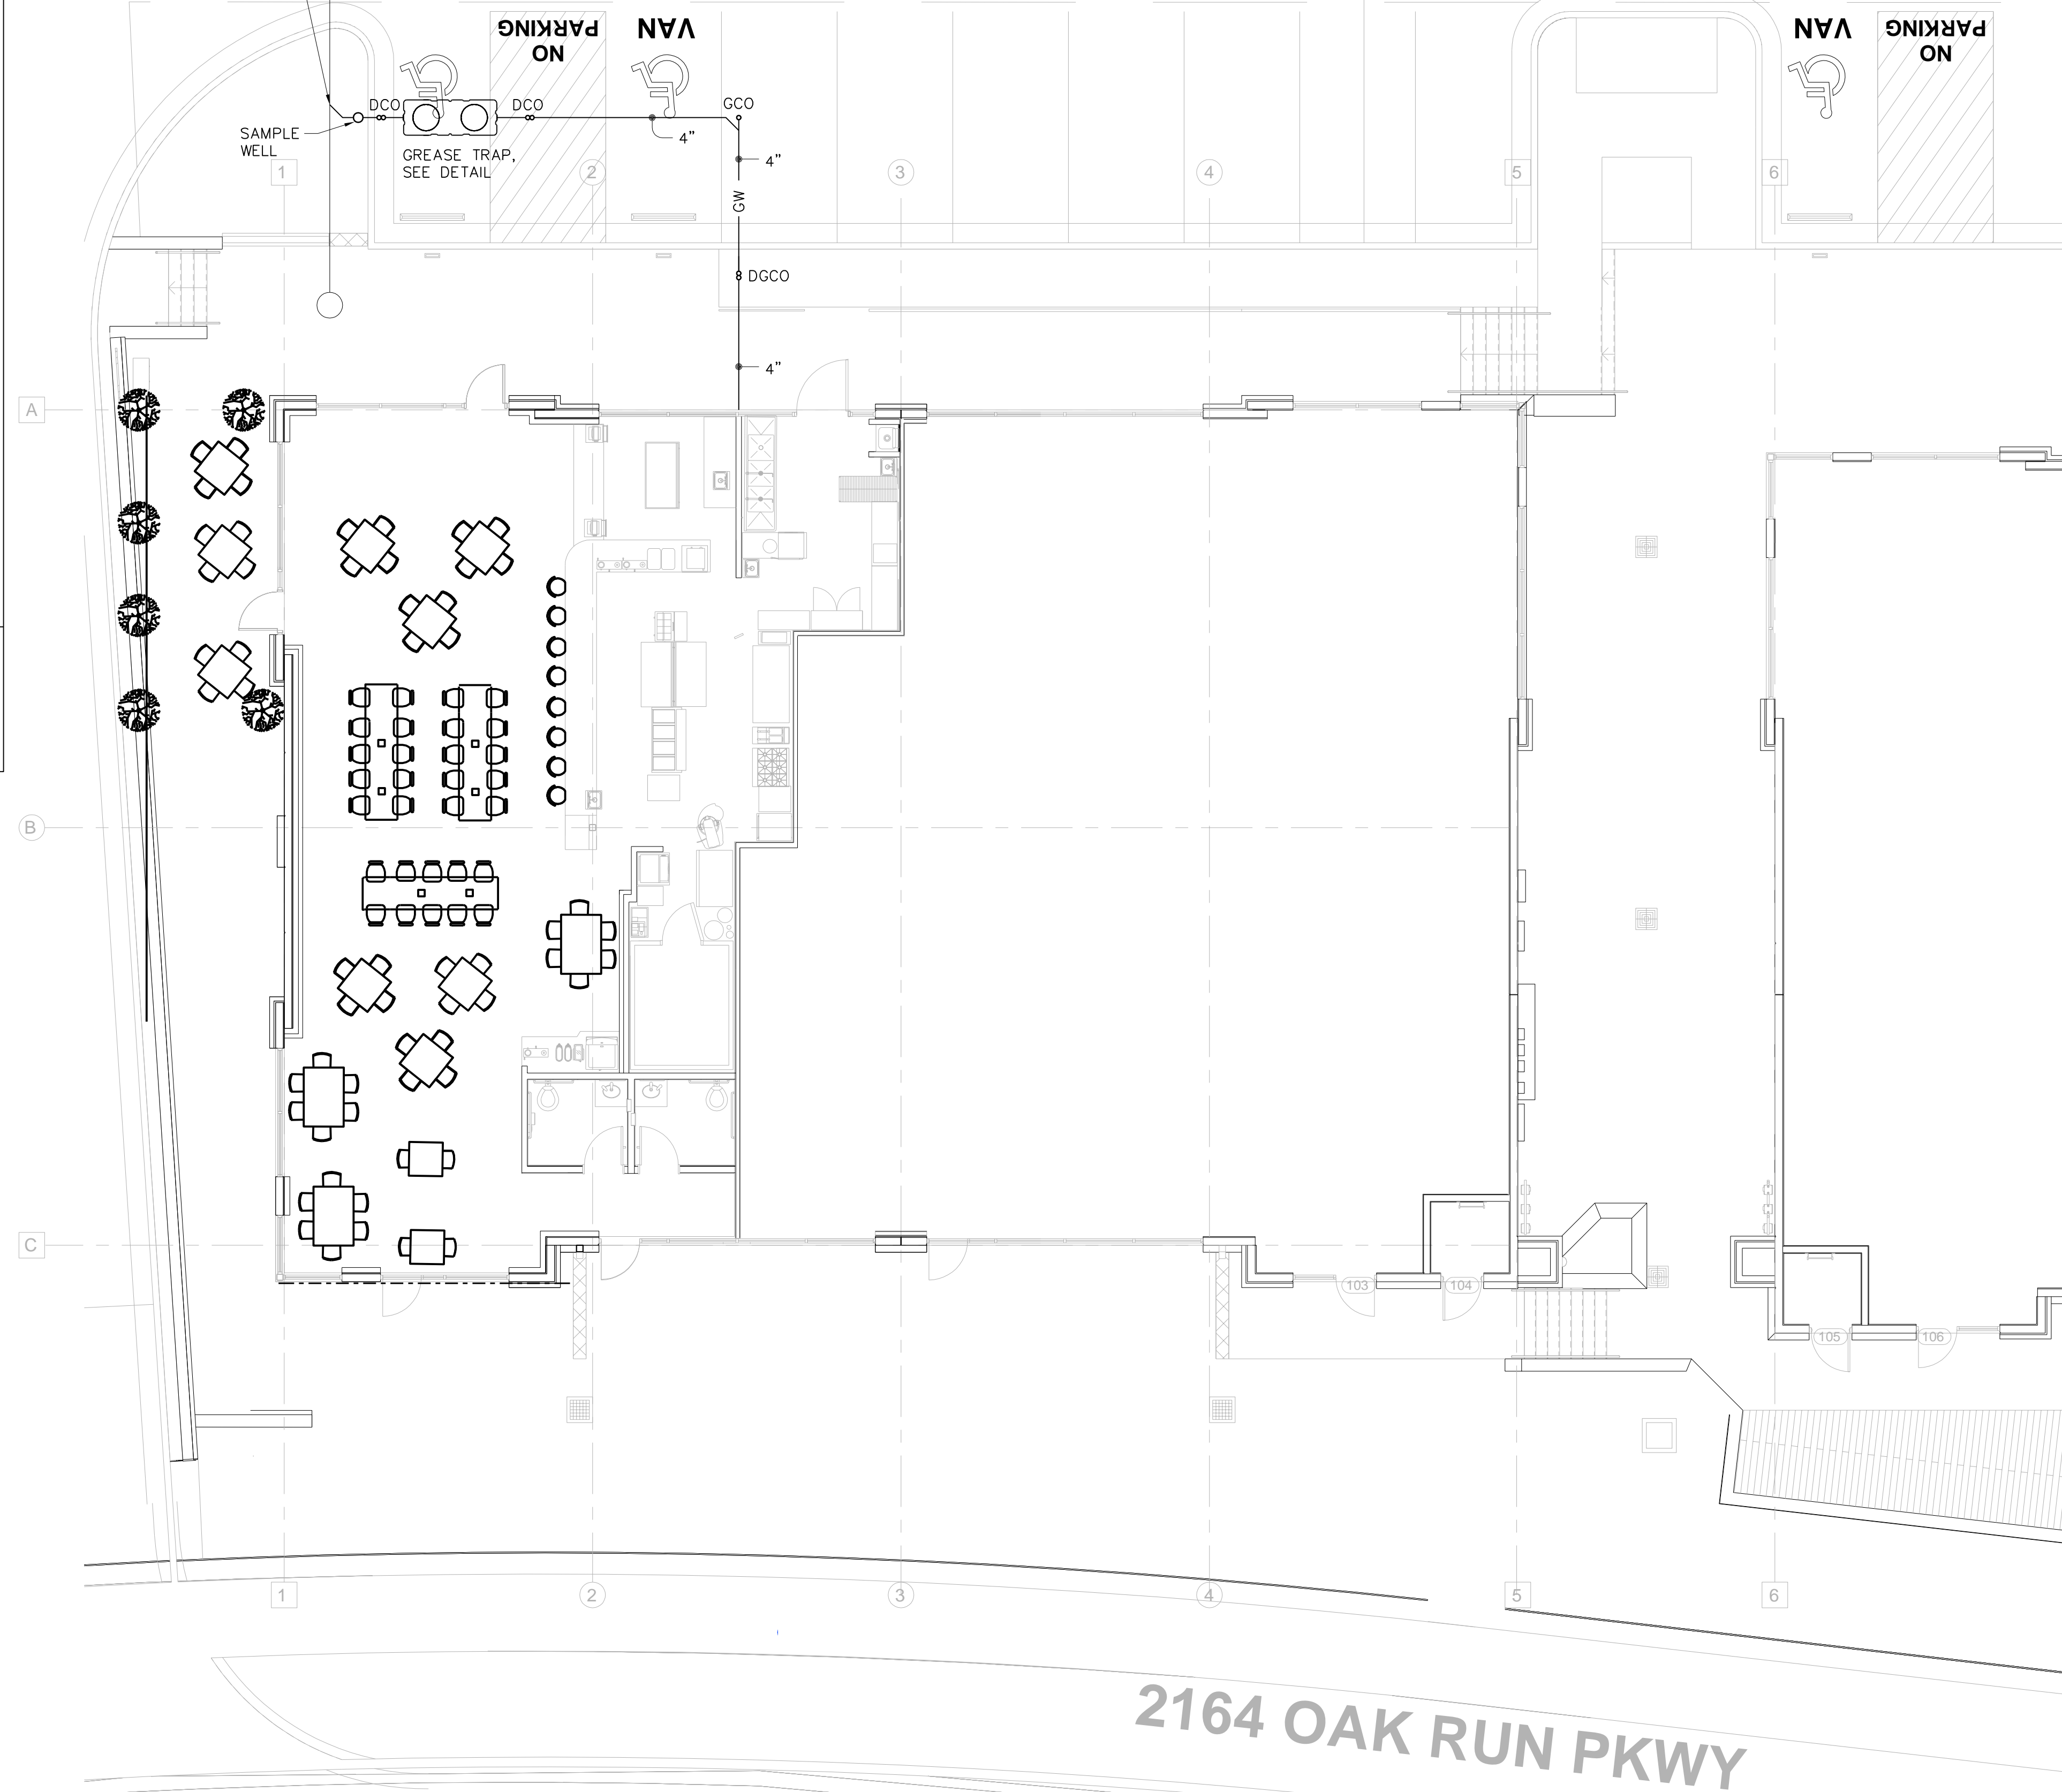 NO
PARKING
VAN
VAN
NO
PARKING
DCO
DCO
GCO
4"
SAMPLE
WELL
GREASE TRAP,
SEE DETAIL
4"
1
2
3
4
5
6
GW
DGCO
4"
A
B
C
103
104
105
106
1
2
3
4
5
6
2164 OAK RUN PKWY